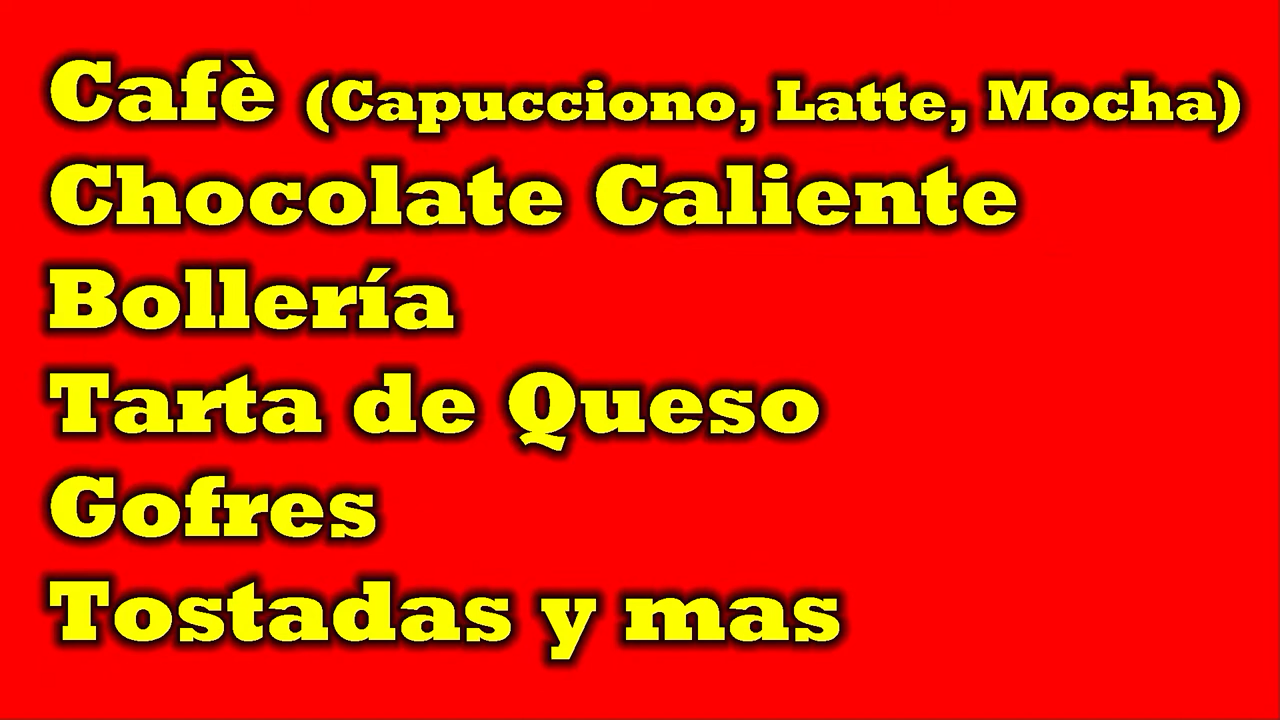 Cafè (Capucciono, Latte, Mocha)
Chocolate Caliente
Bollería
Tarta de Queso
Gofres
Tostadas y mas